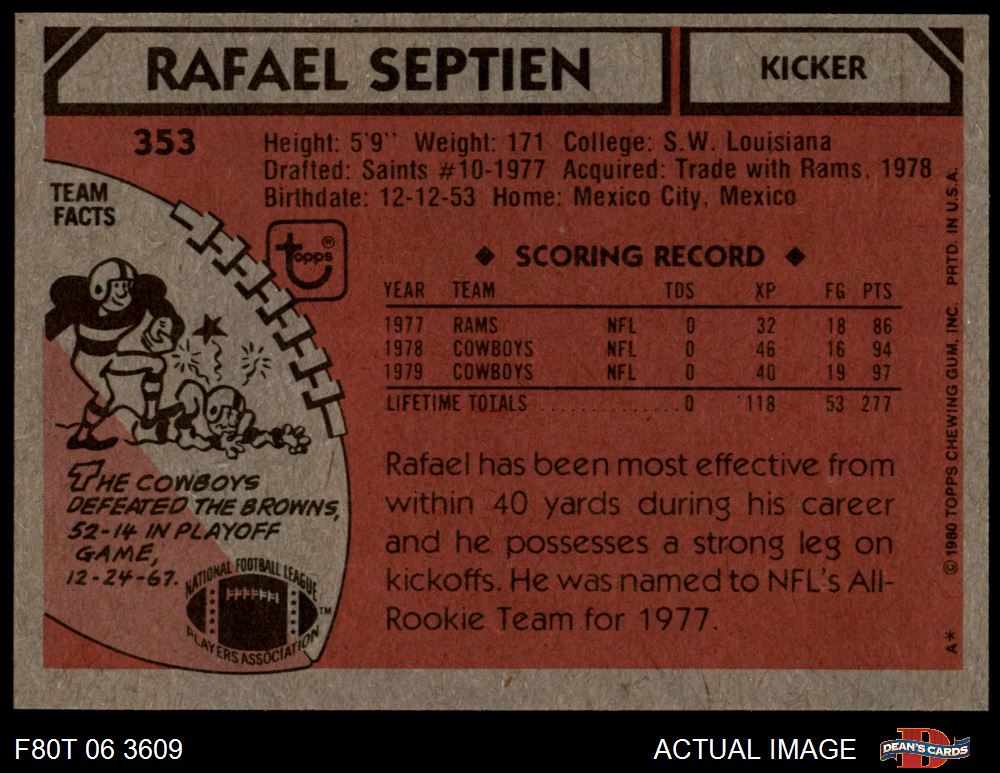 RAFAEL SEPTIEN
KICKER
353
Height: 5'9" Weight: 171 College: S.W. Louisiana
Drafted: Saints #10-1977 Acquired: Trade with Rams, 1978
Birthdate: 12-12-53 Home: Mexico City, Mexico
TEAM
FACTS
topps ®
◆ SCORING RECORD ◆
YEAR TEAM TDS XP FG PTS
1977 RAMS NFL 0 32 18 86
1978 COWBOYS NFL 0 46 16 94
1979 COWBOYS NFL 0 40 19 97
LIFETIME TOTALS ............ 0 118 53 277
Rafael has been most effective from
within 40 yards during his career
and he possesses a strong leg on
kickoffs. He was named to NFL's All-
Rookie Team for 1977.
THE COWBOYS
DEFEATED THE BROWNS,
52-14 IN PLAYOFF
GAME,
12-24-67.
NATIONAL FOOTBALL LEAGUE
PLAYERS ASSOCIATION
™
A* ©1980 TOPPS CHEWING GUM, INC. PRTD. IN U.S.A.
F80T 06 3609
ACTUAL IMAGE
DEAN'S CARDS